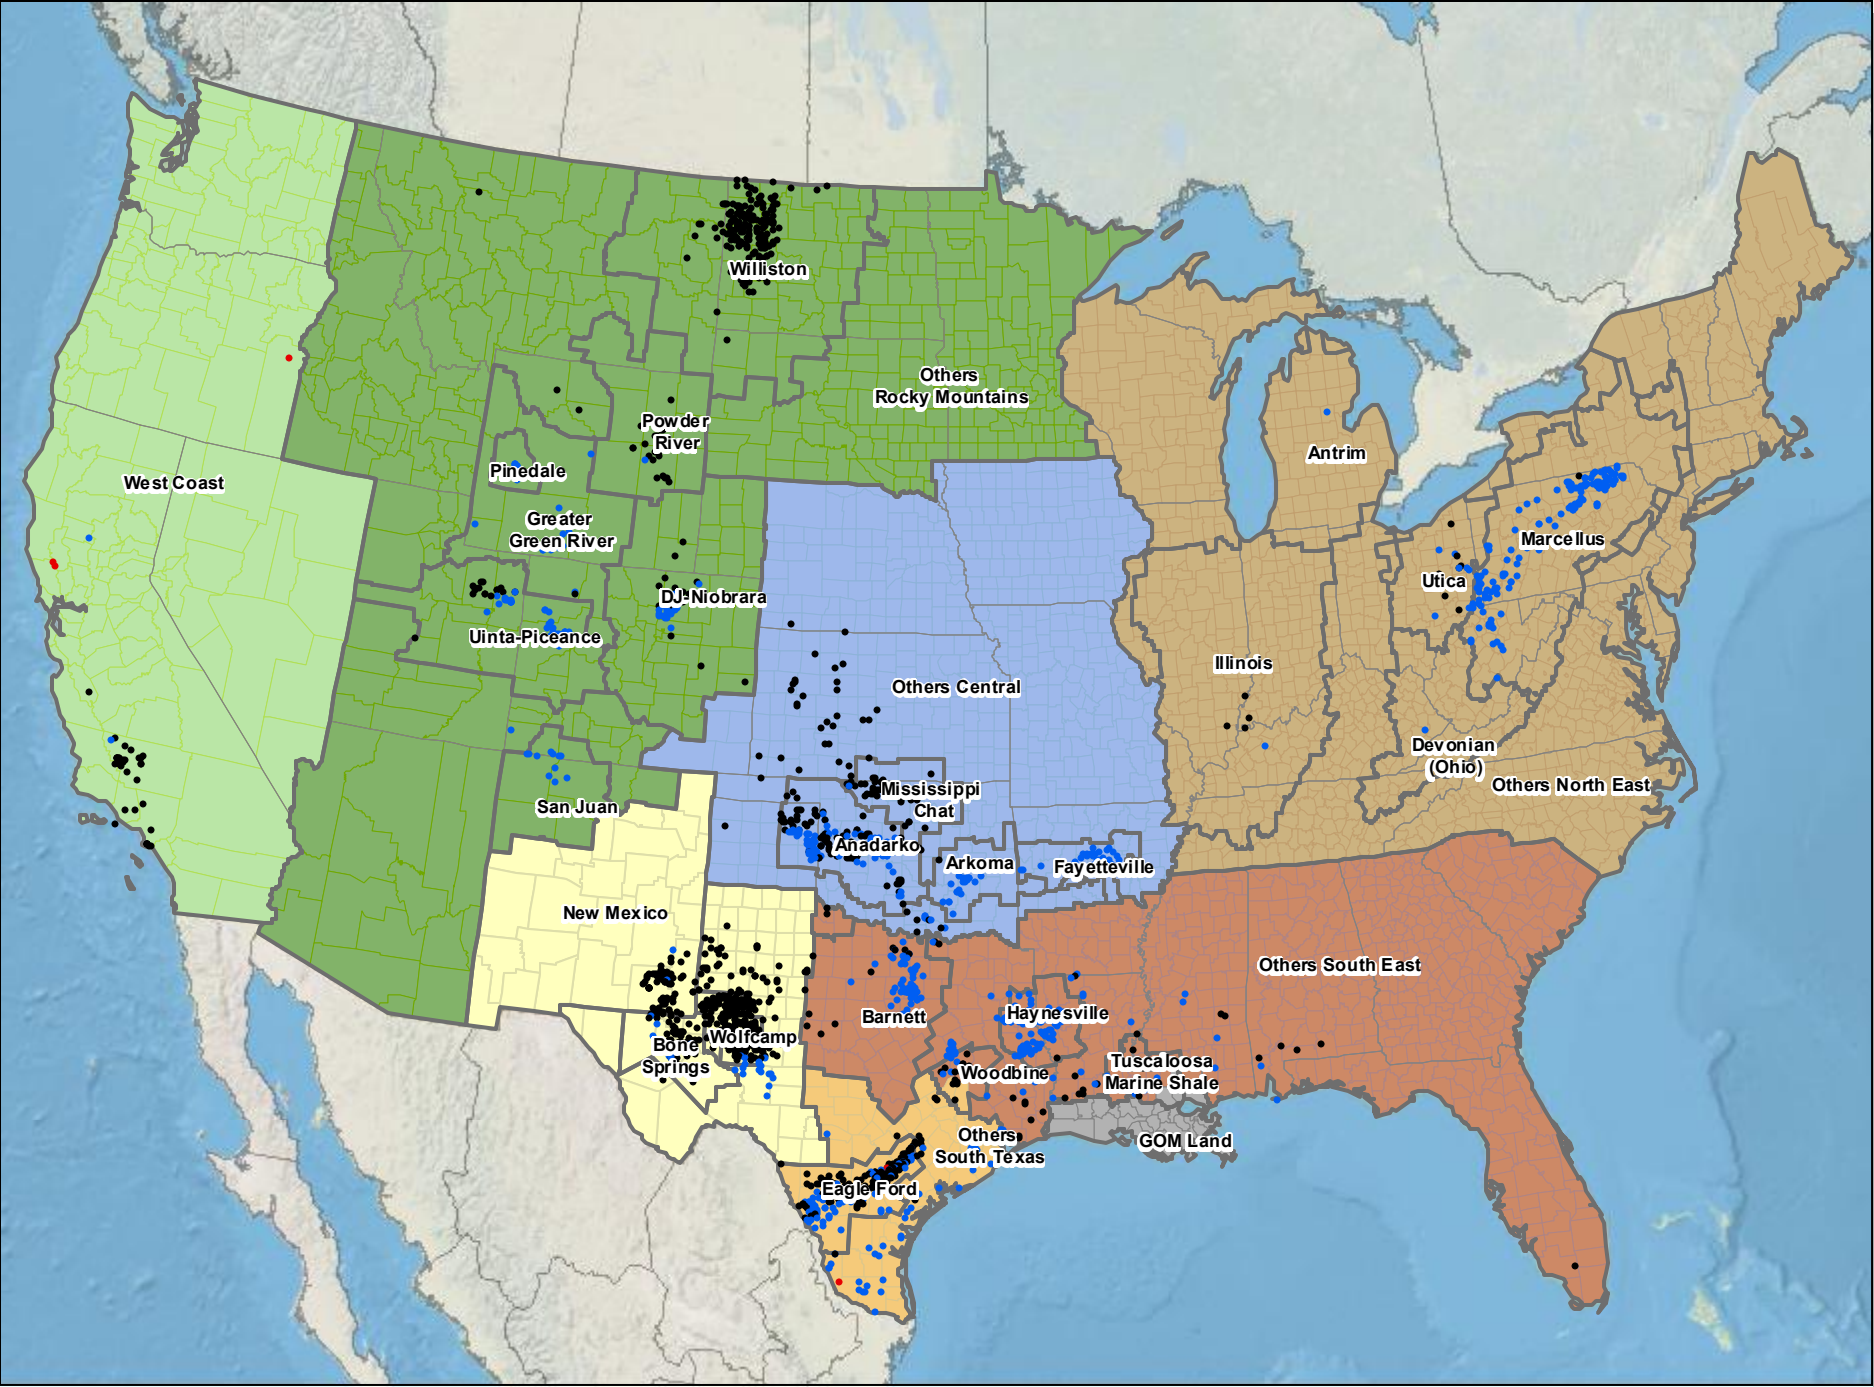 Williston
Others
Rocky Mountains
Powder
River
Pinedale
West Coast
Antrim
Greater
Green River
Marcellus
Utica
DJ-Niobrara
Uinta-Piceance
Illinois
Others Central
Devonian
(Ohio)
Others North East
San Juan
Mississippi
Chat
Anadarko
Arkoma
Fayetteville
New Mexico
Others South East
Barnett
Haynesville
Wolfcamp
Bone
Springs
Woodbine
Tuscaloosa
Marine Shale
GOM Land
Others
South Texas
Eagle Ford